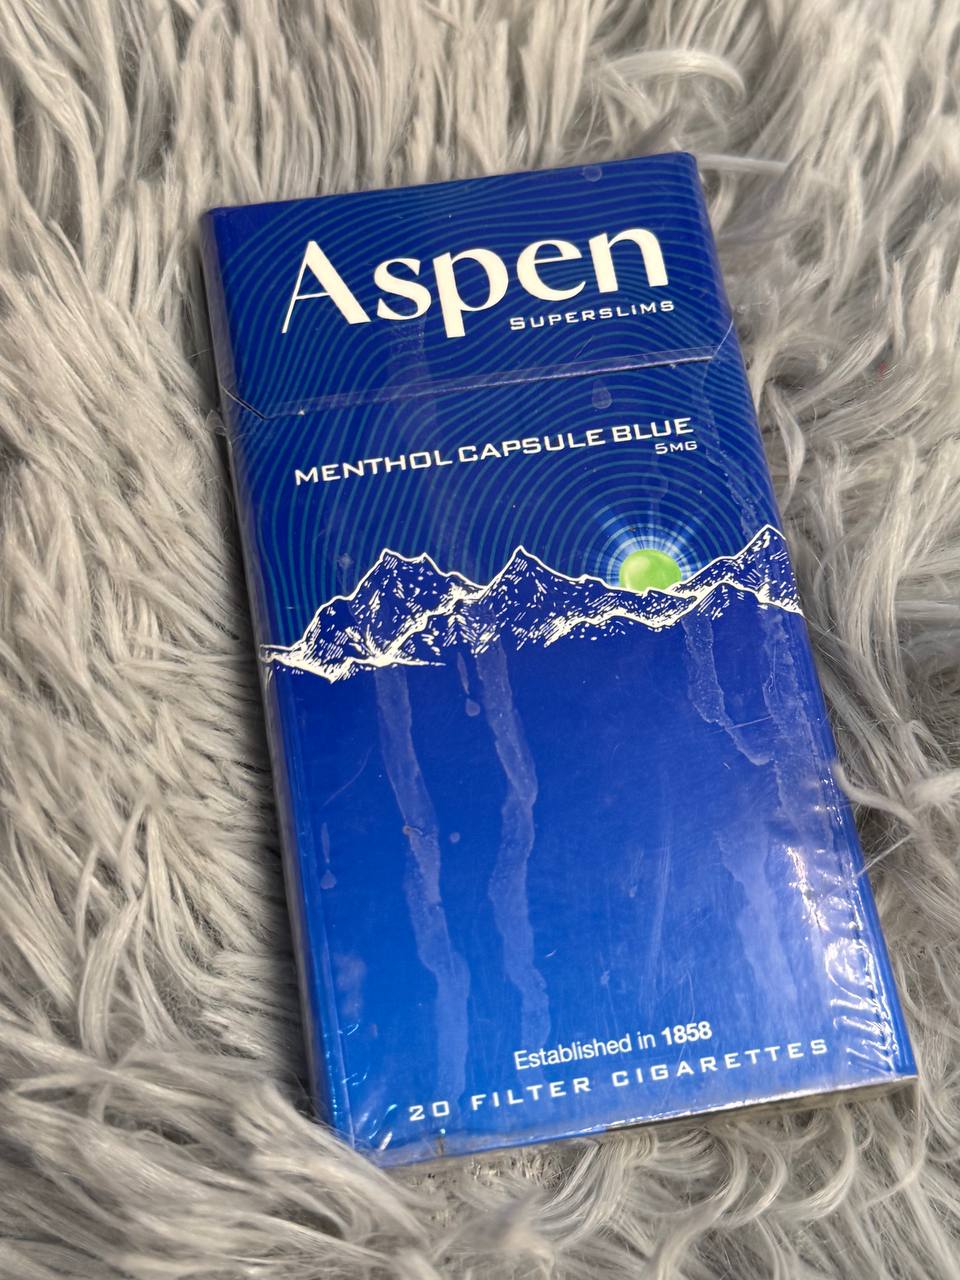 Aspen
SUPERSLIMS
MENTHOL CAPSULE BLUE
5MG
Established in 1858
20 FILTER CIGARETTES